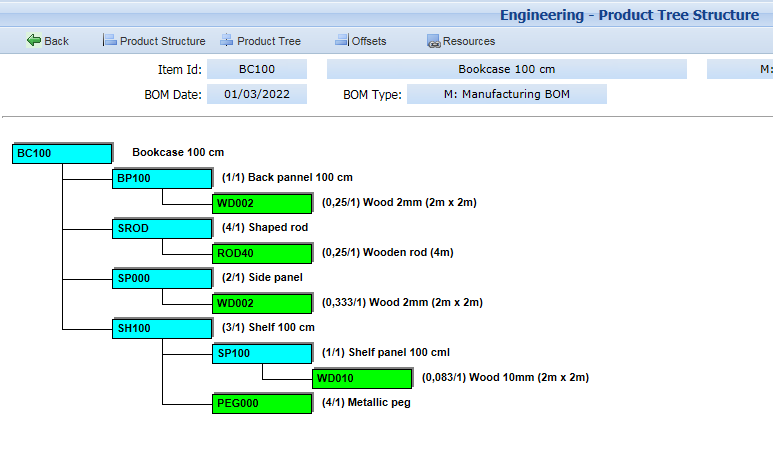 Engineering - Product Tree Structure
Back Product Structure Product Tree Offsets Resources
Item Id: BC100 Bookcase 100 cm M:
BOM Date: 01/03/2022 BOM Type: M: Manufacturing BOM
BC100 Bookcase 100 cm
BP100 (1/1) Back pannel 100 cm
WD002 (0,25/1) Wood 2mm (2m x 2m)
SROD (4/1) Shaped rod
ROD40 (0,25/1) Wooden rod (4m)
SP000 (2/1) Side panel
WD002 (0,333/1) Wood 2mm (2m x 2m)
SH100 (3/1) Shelf 100 cm
SP100 (1/1) Shelf panel 100 cml
WD010 (0,083/1) Wood 10mm (2m x 2m)
PEG000 (4/1) Metallic peg